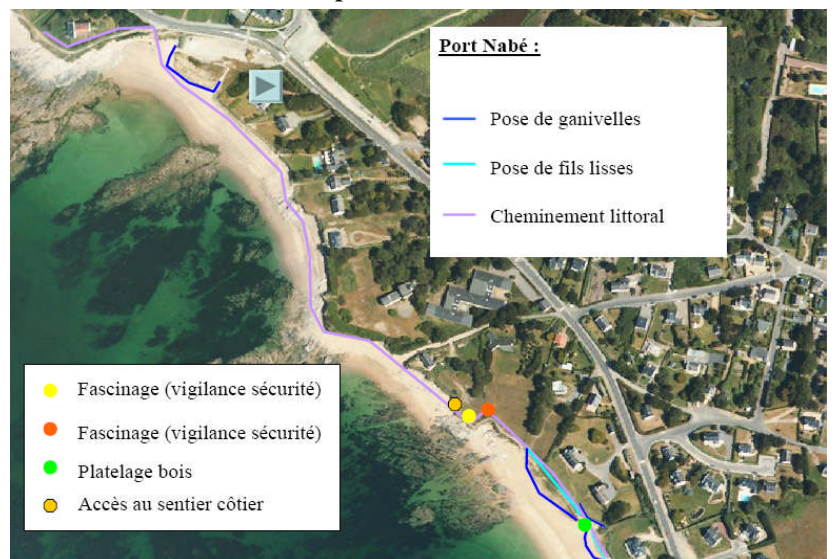 Port Nabé :
Pose de ganivelles
Pose de fils lisses
Cheminement littoral
Fascinage (vigilance sécurité)
Fascinage (vigilance sécurité)
Platelage bois
Accès au sentier côtier